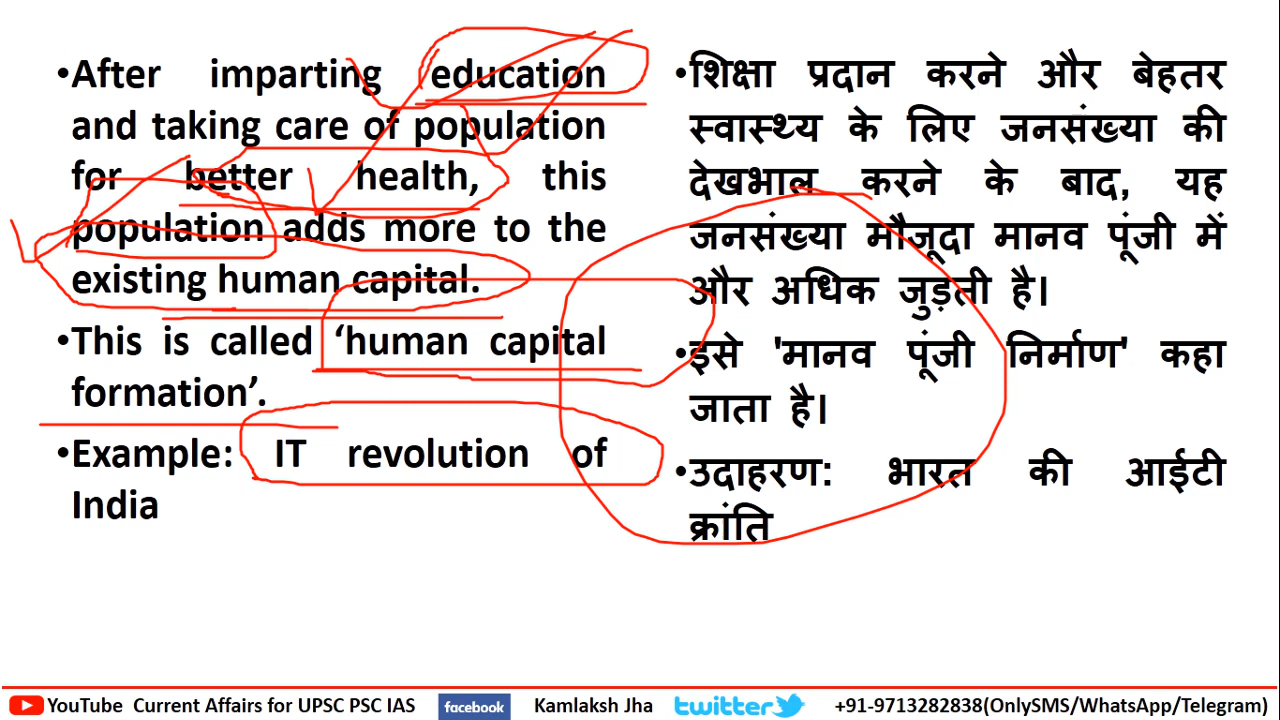 •After imparting education
and taking care of population
for better health, this
population adds more to the
existing human capital.
•This is called ‘human capital
formation’.
•Example: IT revolution of
India
•शिक्षा प्रदान करने और बेहतर
स्वास्थ्य के लिए जनसंख्या की
देखभाल करने के बाद, यह
जनसंख्या मौजूदा मानव पूंजी में
और अधिक जुड़ती है।
•इसे 'मानव पूंजी निर्माण' कहा
जाता है।
•उदाहरण: भारत की आईटी
क्रांति
YouTube Current Affairs for UPSC PSC IAS facebook Kamlaksh Jha twitter +91-9713282838(OnlySMS/WhatsApp/Telegram)